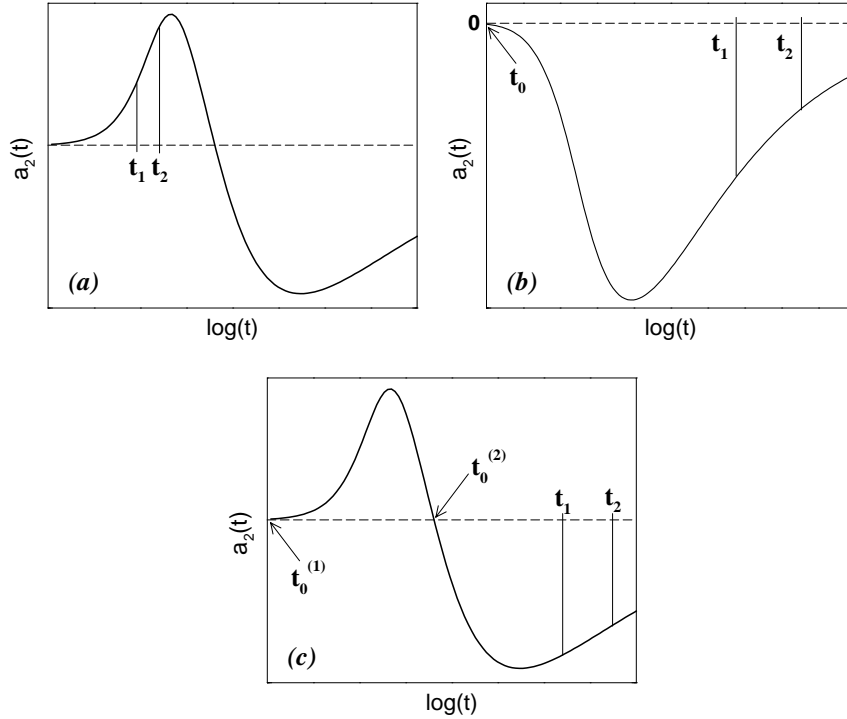 a₂(t)
t₁ t₂
(a)
log(t)
0
t₀
t₁
t₂
a₂(t)
(b)
log(t)
a₂(t)
t₀⁽¹⁾
t₀⁽²⁾
t₁
t₂
(c)
log(t)